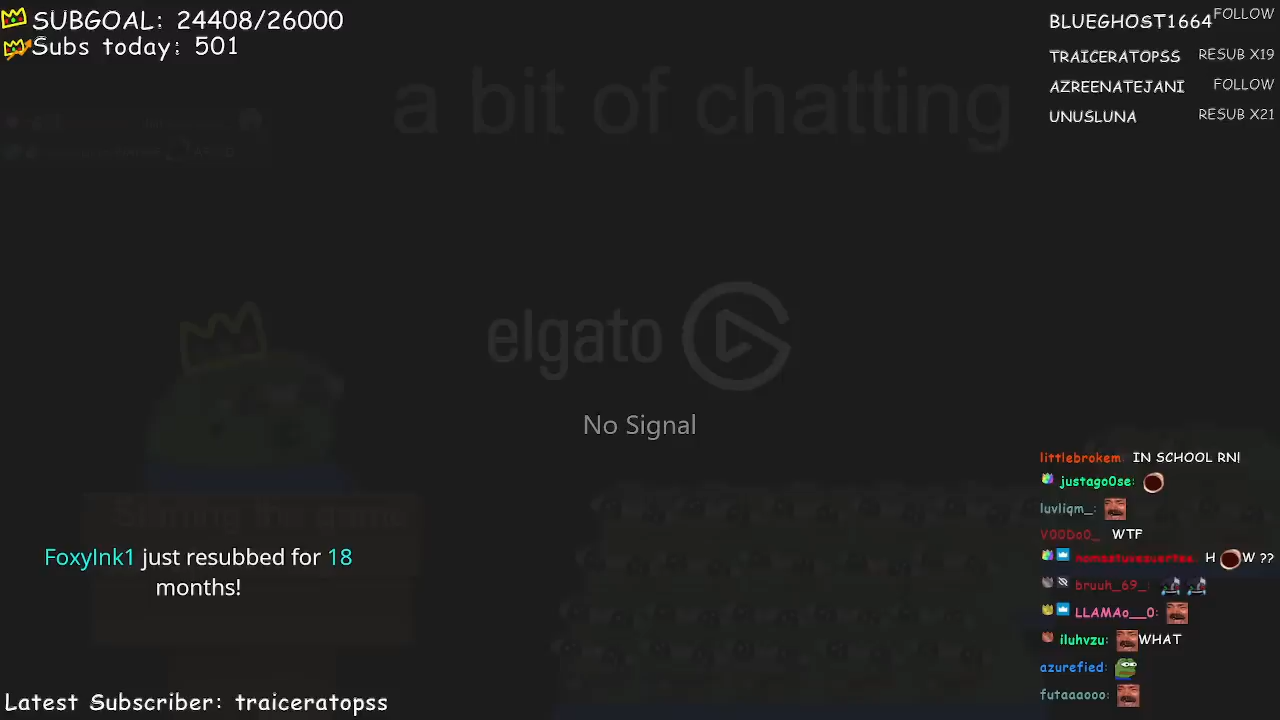 SUBGOAL: 24408/26000
Subs today: 501
a bit of chatting
BLUEGHOST1664 FOLLOW
TRAICERATOPSS RESUB X19
AZREENATEJANI FOLLOW
UNUSLUNA RESUB X21
elgato
No Signal
FoxyInk1 just resubbed for 18
months!
littlebrokem: IN SCHOOL RN!
justago0se:
luvliqm_:
V00Do0_ WTF
H W ??
bruuh_69_:
LLAMAo__0:
iluhvzu: WHAT
azurefied:
futaaaooo:
Latest Subscriber: traiceratopss